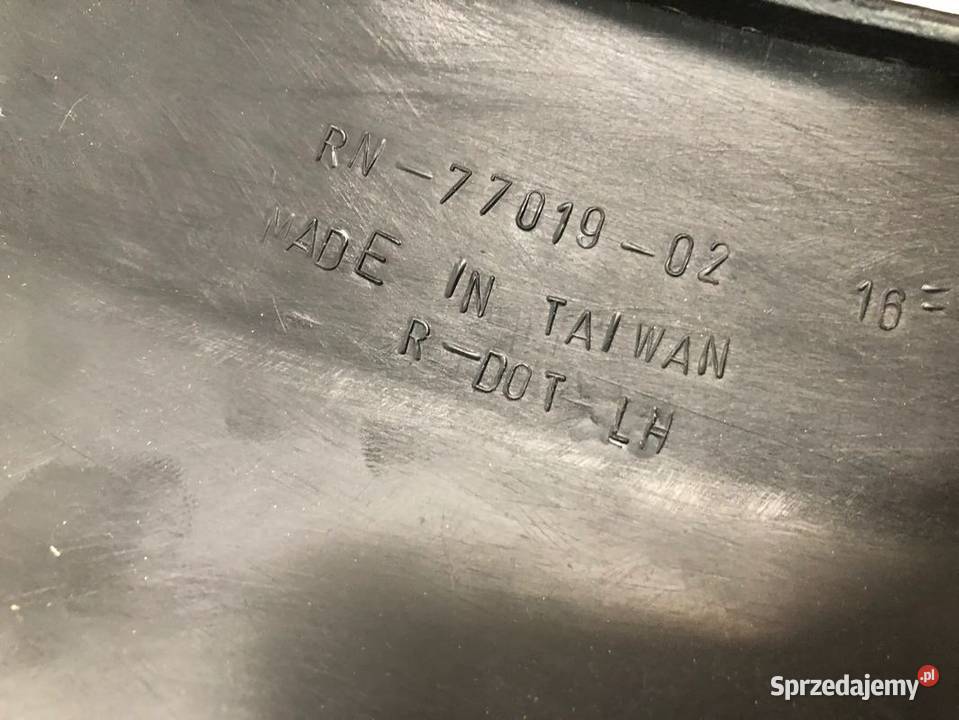 RN-77019-02 16=
MADE IN TAIWAN
R-DOT-LH
Sprzedajemy.pl